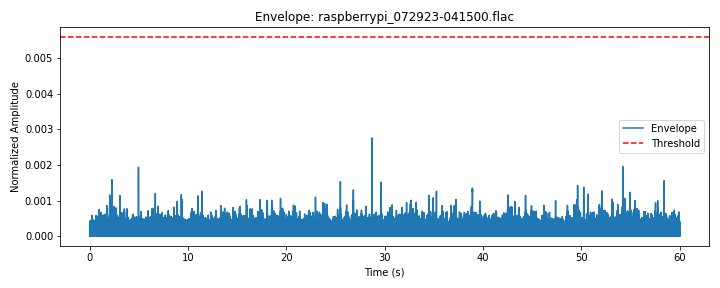 Envelope: raspberrypi_072923-041500.flac
Normalized Amplitude
0.005
0.004
0.003
0.002
0.001
0.000
Envelope
Threshold
0 10 20 30 40 50 60
Time (s)